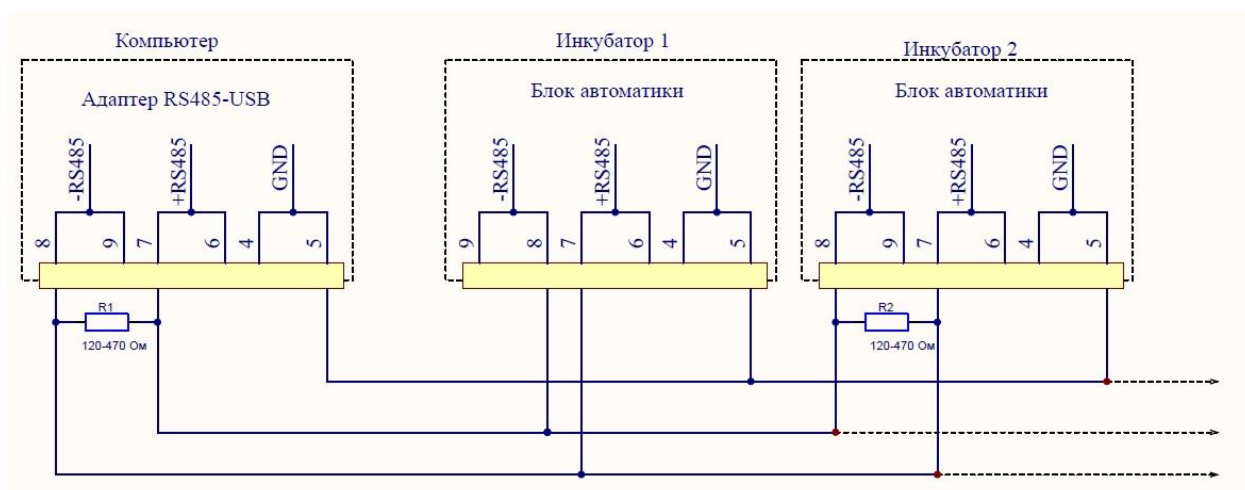 Компьютер
Инкубатор 1
Инкубатор 2
Адаптер RS485-USB
Блок автоматики
Блок автоматики
-RS485
+RS485
GND
-RS485
+RS485
GND
-RS485
+RS485
GND
8 9 7 6 4 5
9 8 7 6 4 5
8 9 7 6 4 5
R1
120-470 Ом
R2
120-470 Ом